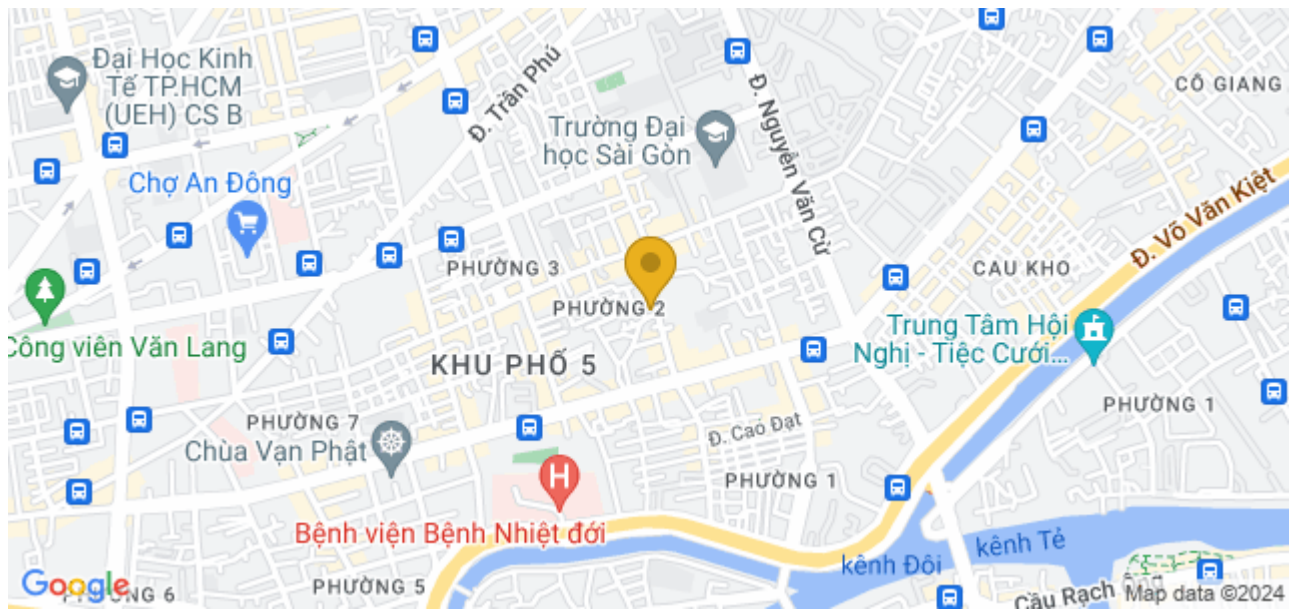 Đại Học Kinh
Tế TP.HCM
(UEH) CS B
Đ. Trần Phú
Trường Đại
học Sài Gòn
Đ. Nguyễn Văn Cừ
CÔ GIANG
Chợ An Đông
Đ. Võ Văn Kiệt
PHƯỜNG 3
CAU KHO
PHƯỜNG 2
Trung Tâm Hội
Nghị - Tiệc Cưới...
Công viên Văn Lang
KHU PHỐ 5
PHƯỜNG 1
PHƯỜNG 7
Đ. Cao Đạt
Chùa Vạn Phật
PHƯỜNG 1
H
Bệnh viện Bệnh Nhiệt đới
kênh Tẻ
kênh Đôi
Google
PHƯỜNG 6
PHƯỜNG 5
Cầu Rạch Ông
Map data ©2024